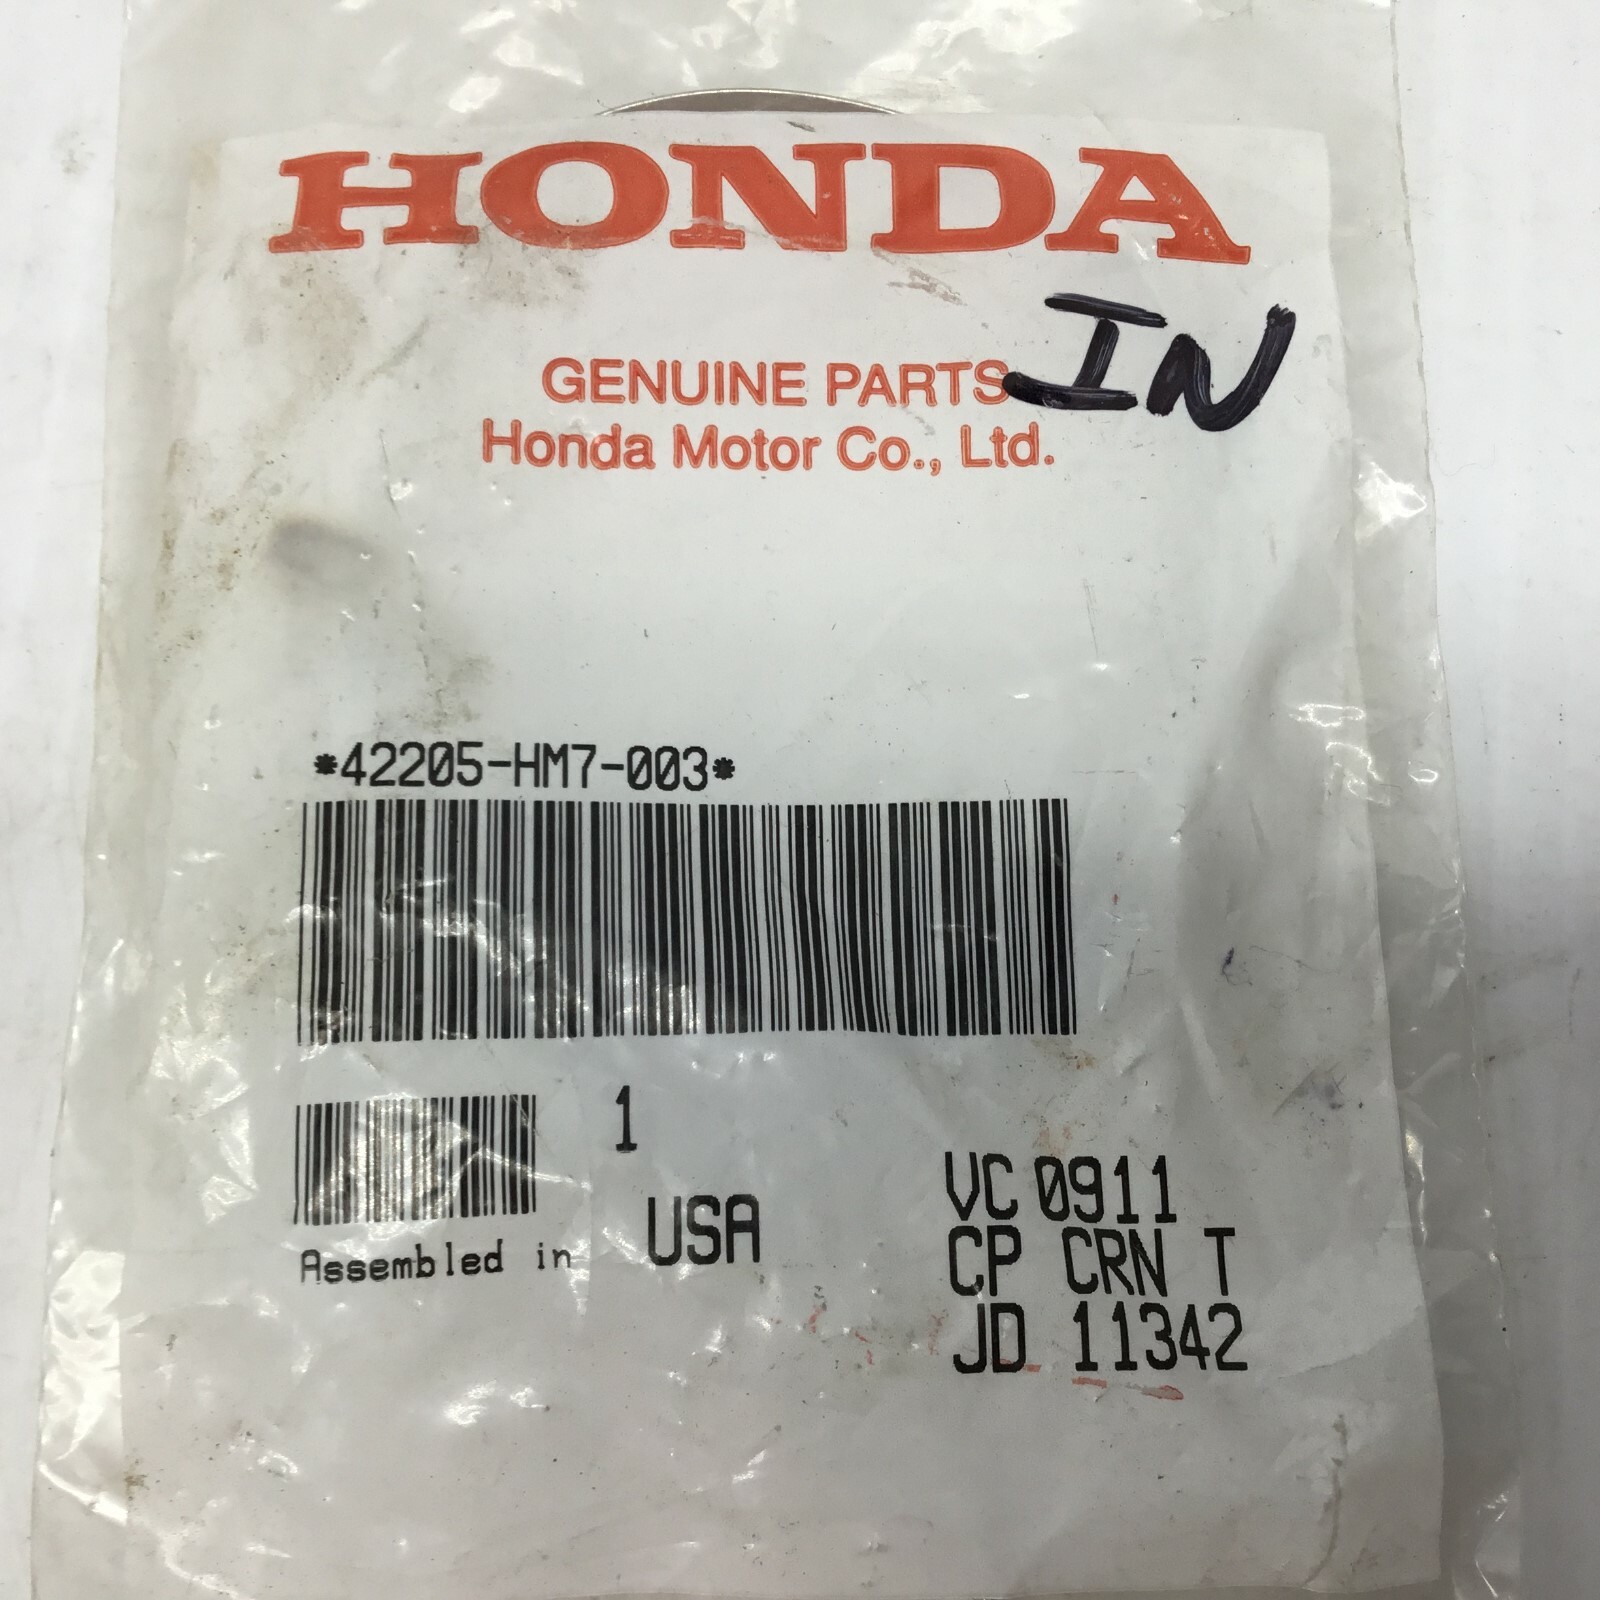 HONDA
IN
GENUINE PARTS
Honda Motor Co., Ltd.
*42205-HM7-003*
1
Assembled in USA
VC 0911
CP CRN T
JD 11342